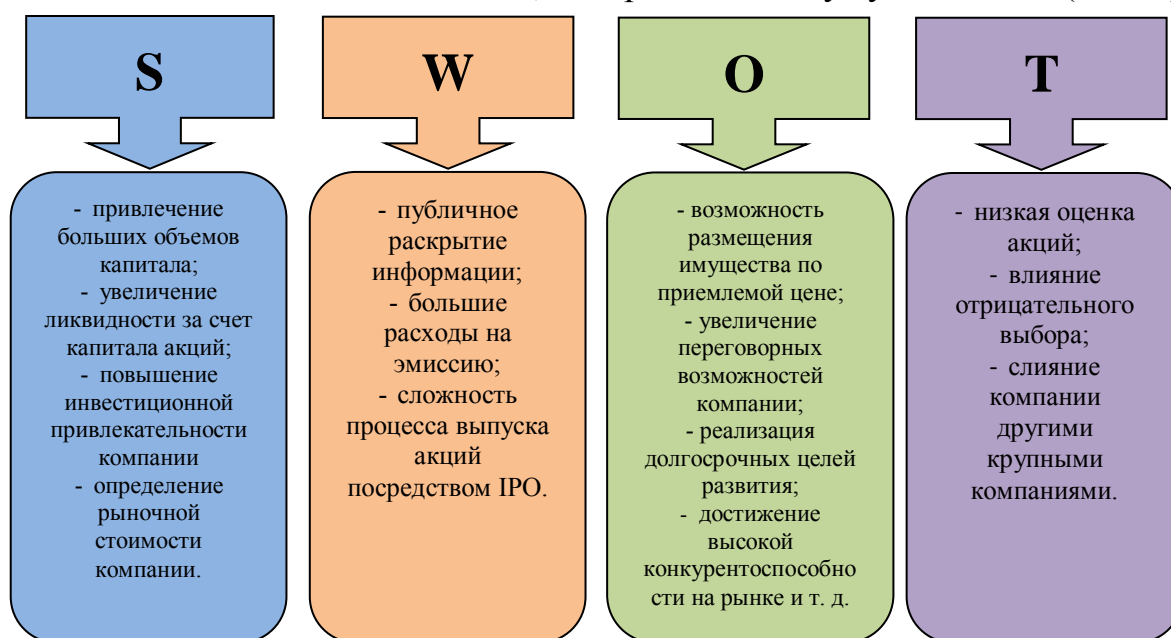 S
- привлечение
больших объемов
капитала;
- увеличение
ликвидности за счет
капитала акций;
- повышение
инвестиционной
привлекательности
компании
- определение
рыночной
стоимости
компании.
W
- публичное
раскрытие
информации;
- большие
расходы на
эмиссию;
- сложность
процесса выпуска
акций
посредством IPO.
O
- возможность
размещения
имущества по
приемлемой цене;
- увеличение
переговорных
возможностей
компании;
- реализация
долгосрочных целей
развития;
- достижение
высокой
конкурентоспособно
сти на рынке и т. д.
T
- низкая оценка
акций;
- влияние
отрицательного
выбора;
- слияние
компании
другими
крупными
компаниями.